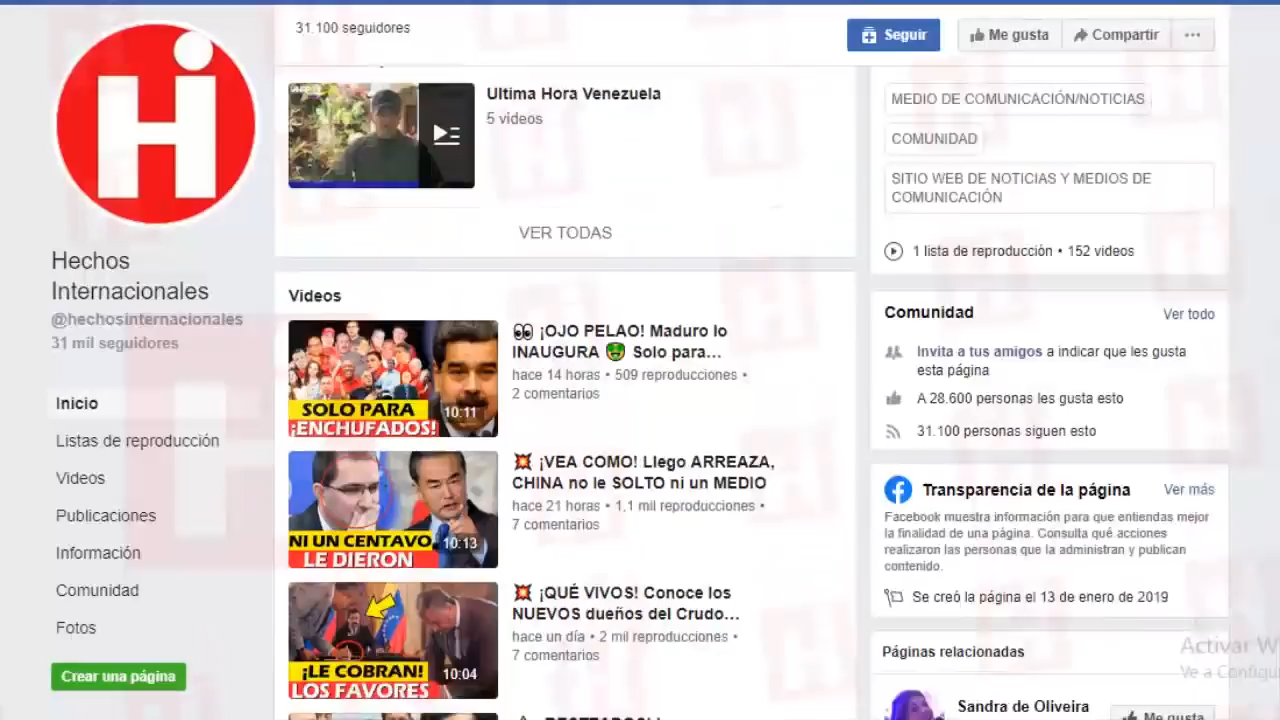 31.100 seguidores
Seguir
Me gusta
Compartir
Hi
Ultima Hora Venezuela
5 videos
VER TODAS
MEDIO DE COMUNICACIÓN/NOTICIAS
COMUNIDAD
SITIO WEB DE NOTICIAS Y MEDIOS DE
COMUNICACIÓN
1 lista de reproducción • 152 videos
Hechos
Internacionales
@hechosinternacionales
31 mil seguidores
Inicio
Listas de reproducción
Videos
Publicaciones
Información
Comunidad
Fotos
Crear una página
Videos
👀 ¡OJO PELAO! Maduro lo
INAUGURA 🤑 Solo para...
hace 14 horas • 509 reproducciones •
2 comentarios
SOLO PARA
¡ENCHUFADOS!
10:11
💥 ¡VEA COMO! Llego ARREAZA,
CHINA no le SOLTO ni un MEDIO
hace 21 horas • 1,1 mil reproducciones •
7 comentarios
NI UN CENTAVO
LE DIERON
10:13
💥 ¡QUÉ VIVOS! Conoce los
NUEVOS dueños del Crudo...
hace un día • 2 mil reproducciones •
7 comentarios
¡LE COBRAN!
LOS FAVORES
10:04
Comunidad
Ver todo
Invita a tus amigos a indicar que les gusta
esta página
A 28.600 personas les gusta esto
31.100 personas siguen esto
Transparencia de la página
Ver más
Facebook muestra información para que entiendas mejor
la finalidad de una página. Consulta qué acciones
realizaron las personas que la administran y publican
contenido.
Se creó la página el 13 de enero de 2019
Páginas relacionadas
Sandra de Oliveira
Me gusta
Activar W
Ve a Configu